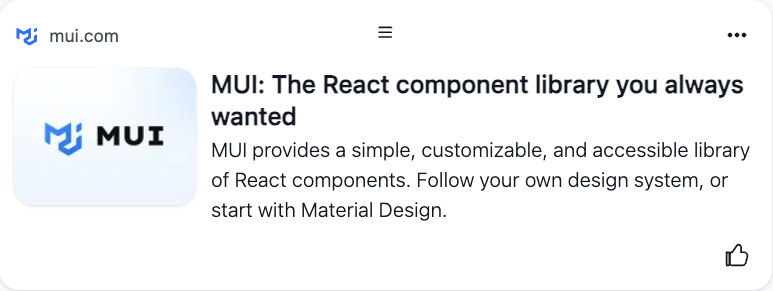 mui.com
MUI
MUI: The React component library you always
wanted
MUI provides a simple, customizable, and accessible library
of React components. Follow your own design system, or
start with Material Design.